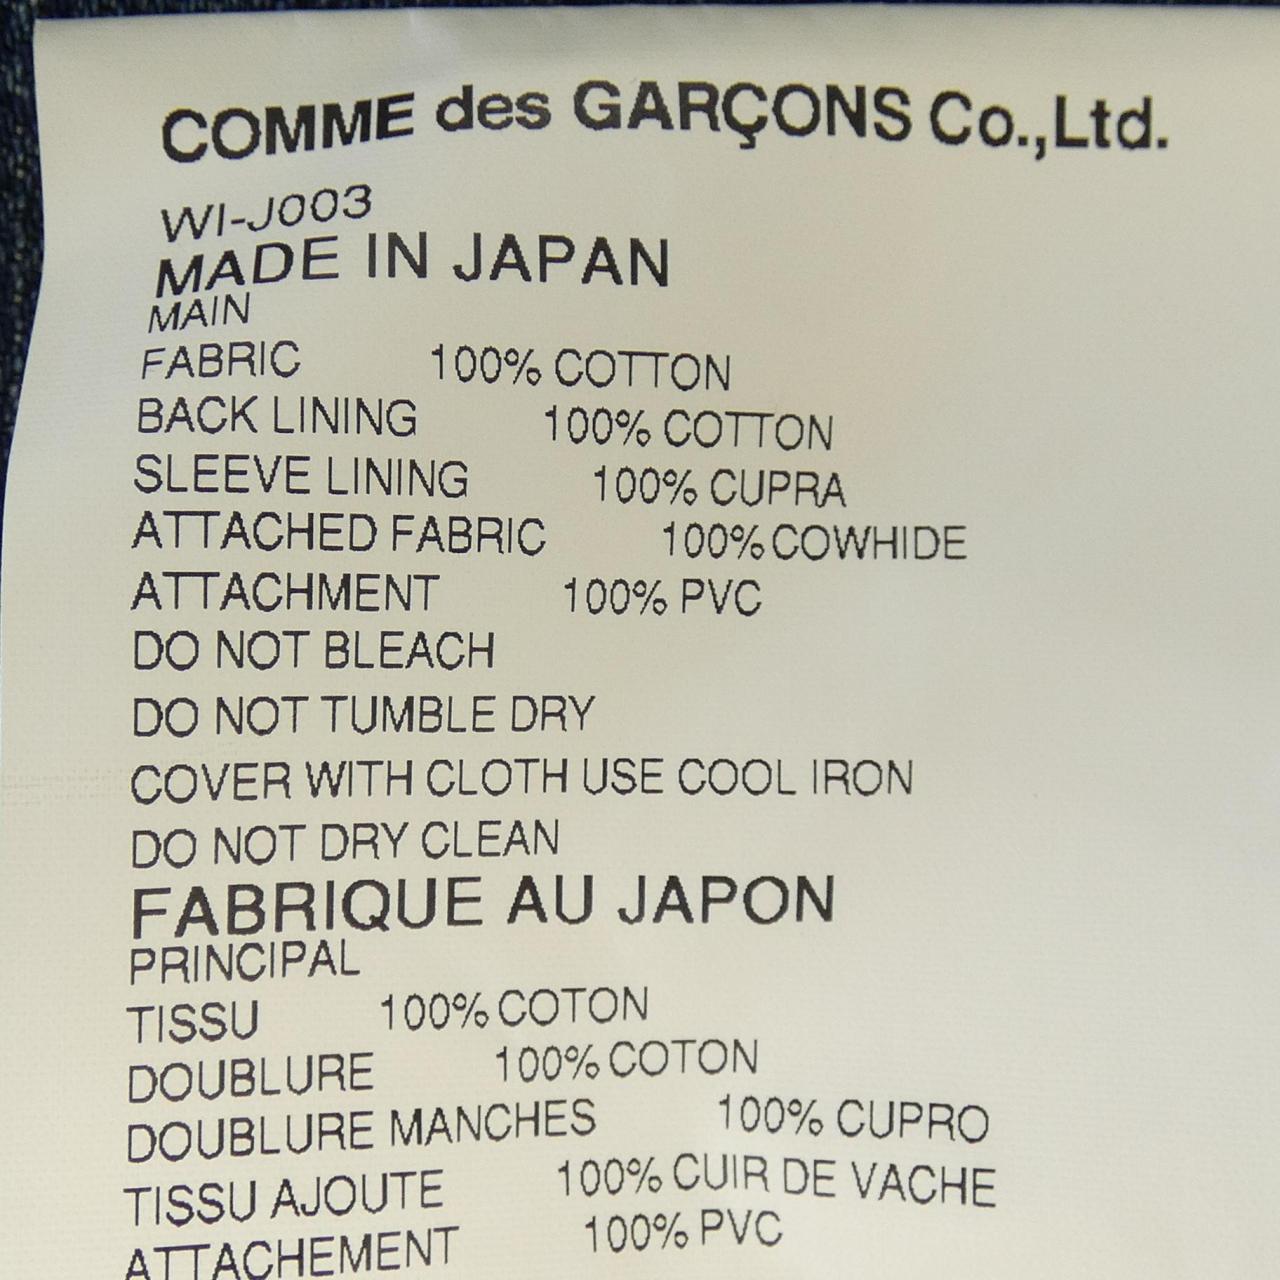 COMME des GARÇONS Co.,Ltd.
WI-J003
MADE IN JAPAN
MAIN
FABRIC 100% COTTON
BACK LINING 100% COTTON
SLEEVE LINING 100% CUPRA
ATTACHED FABRIC 100% COWHIDE
ATTACHMENT 100% PVC
DO NOT BLEACH
DO NOT TUMBLE DRY
COVER WITH CLOTH USE COOL IRON
DO NOT DRY CLEAN
FABRIQUE AU JAPON
PRINCIPAL
TISSU 100% COTON
DOUBLURE 100% COTON
DOUBLURE MANCHES 100% CUPRO
TISSU AJOUTE 100% CUIR DE VACHE
ATTACHEMENT 100% PVC